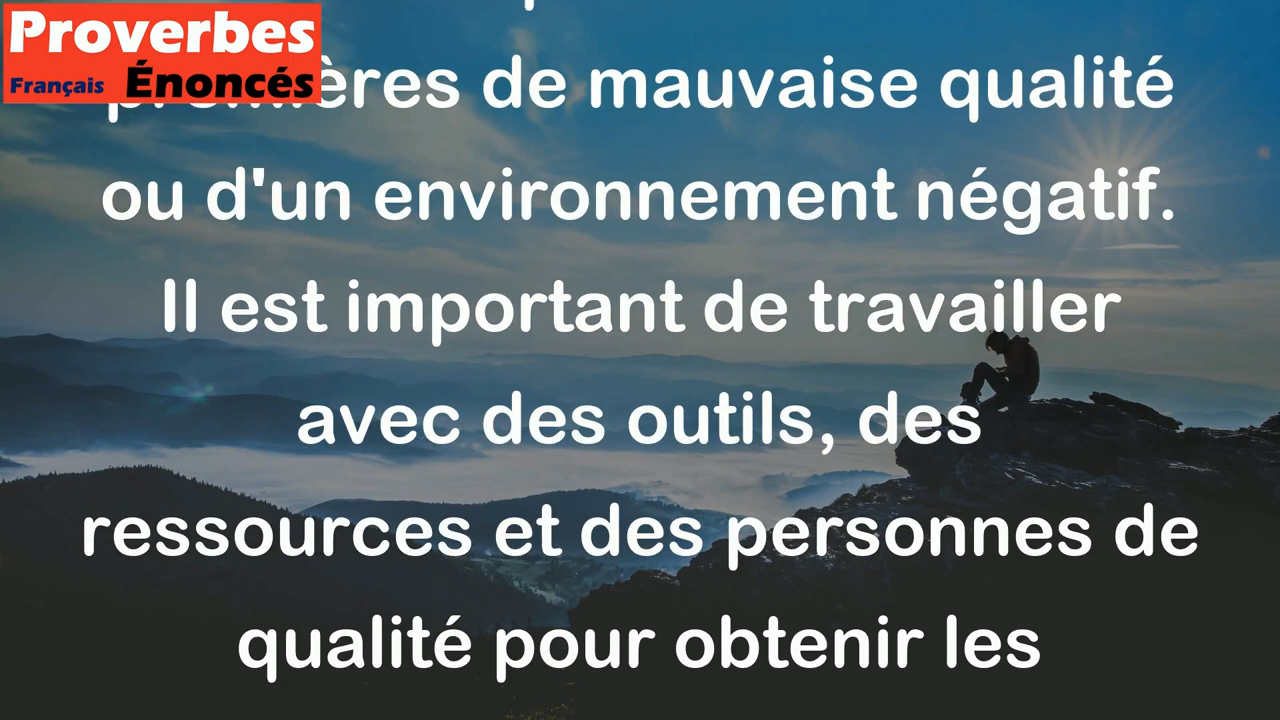 Proverbes
Français Énoncés
de mauvaise qualité
ou d'un environnement négatif.
Il est important de travailler
avec des outils, des
ressources et des personnes de
qualité pour obtenir les